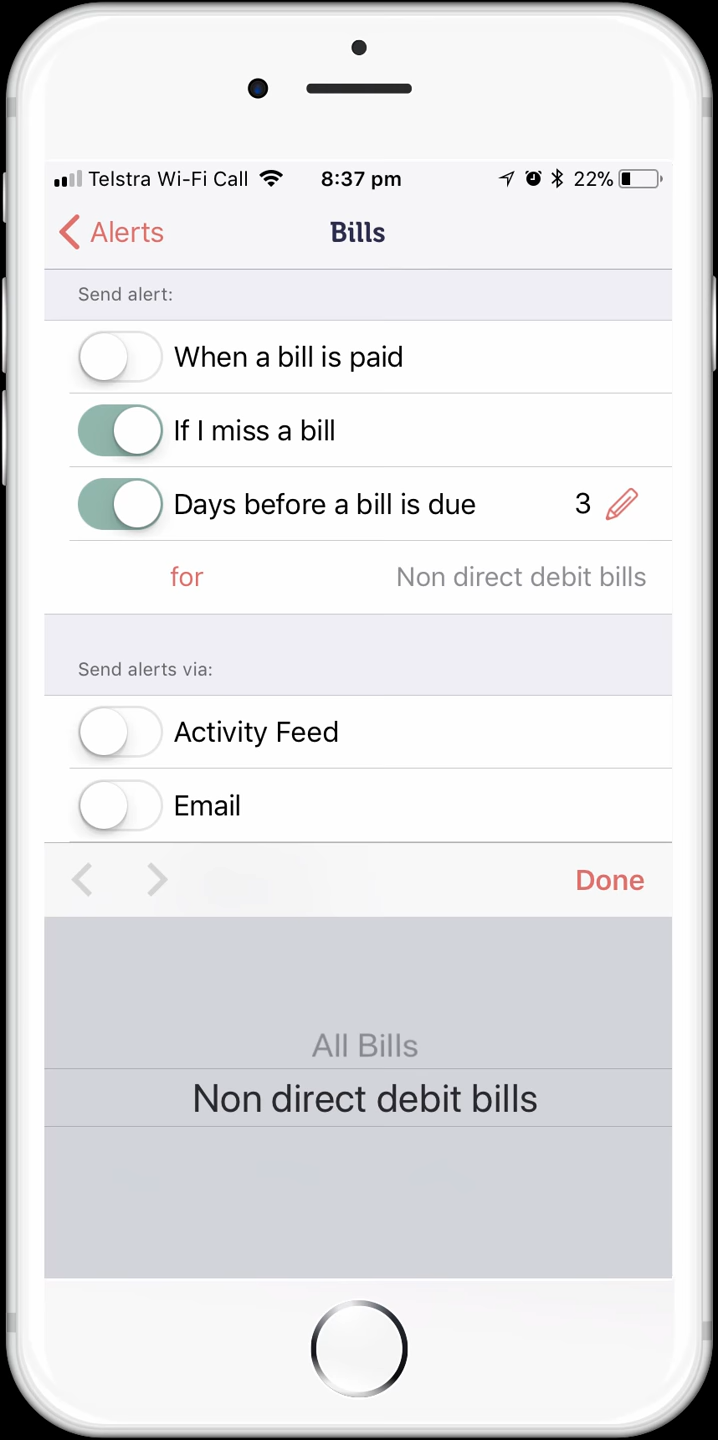 Telstra Wi-Fi Call 8:37 pm 22%
Alerts Bills
Send alert:
When a bill is paid
If I miss a bill
Days before a bill is due 3
for Non direct debit bills
Send alerts via:
Activity Feed
Email
Done
All Bills
Non direct debit bills